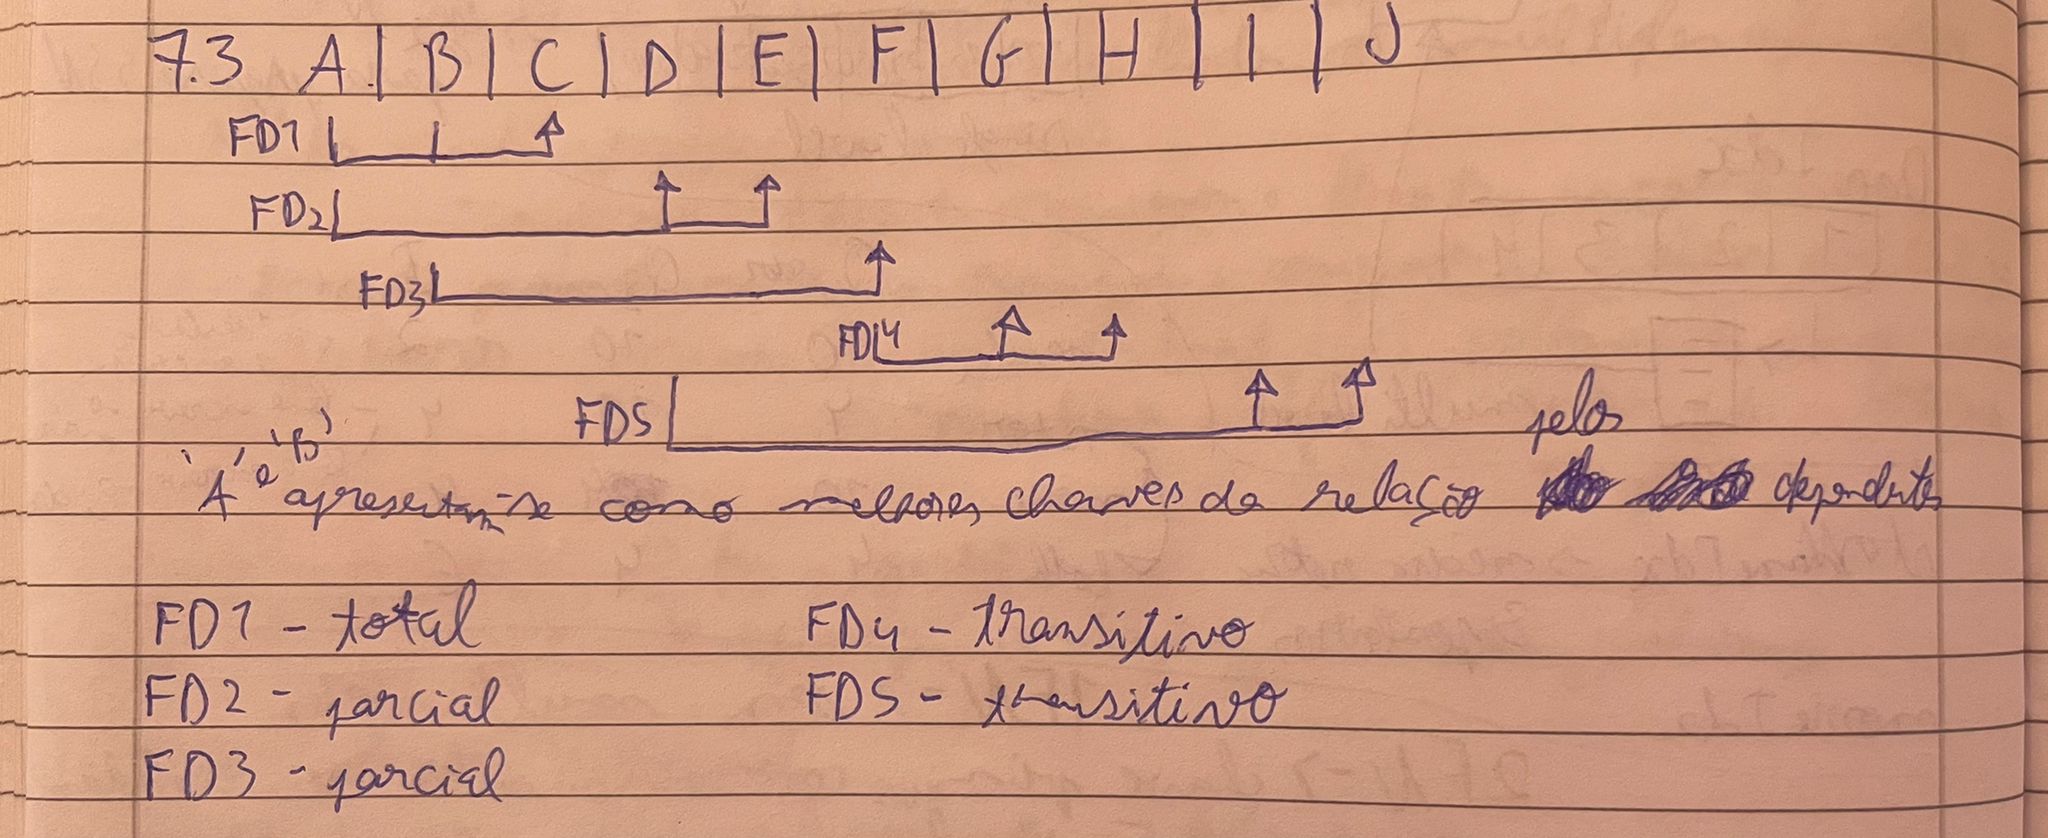 7.3 A | B | C | D | E | F | G | H | I | J
FD1
FD2
FD3
FD4
FD5
pelos
'A' e 'B' apresentam-se como melhores chaves da relação dependentes
FD1 - total FD4 - transitivo
FD2 - parcial FD5 - transitivo
FD3 - parcial